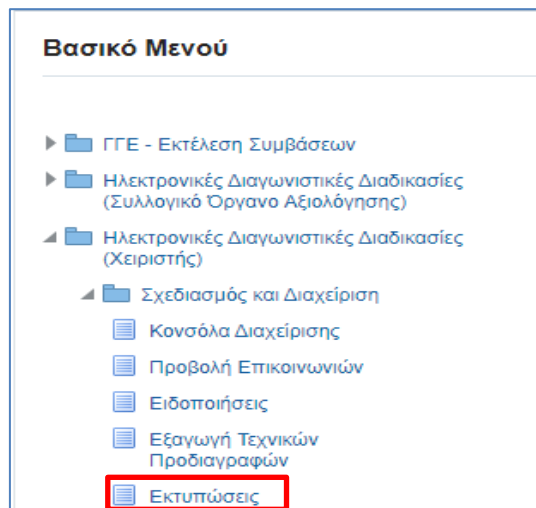 Βασικό Μενού
ΓΓΕ - Εκτέλεση Συμβάσεων
Ηλεκτρονικές Διαγωνιστικές Διαδικασίες
(Συλλογικό Όργανο Αξιολόγησης)
Ηλεκτρονικές Διαγωνιστικές Διαδικασίες
(Χειριστής)
Σχεδιασμός και Διαχείριση
Κονσόλα Διαχείρισης
Προβολή Επικοινωνιών
Ειδοποιήσεις
Εξαγωγή Τεχνικών
Προδιαγραφών
Εκτυπώσεις